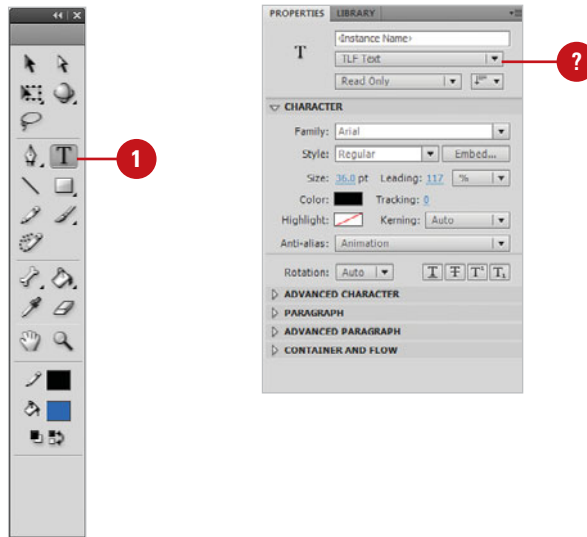 1
T
PROPERTIES LIBRARY
T
<Instance Name>
TLF Text
?
Read Only
CHARACTER
Family: Arial
Style: Regular Embed...
Size: 36.0 pt Leading: 117 %
Color: Tracking: 0
Highlight: Kerning: Auto
Anti-alias: Animation
Rotation: Auto T T T¹ T₁
ADVANCED CHARACTER
PARAGRAPH
ADVANCED PARAGRAPH
CONTAINER AND FLOW